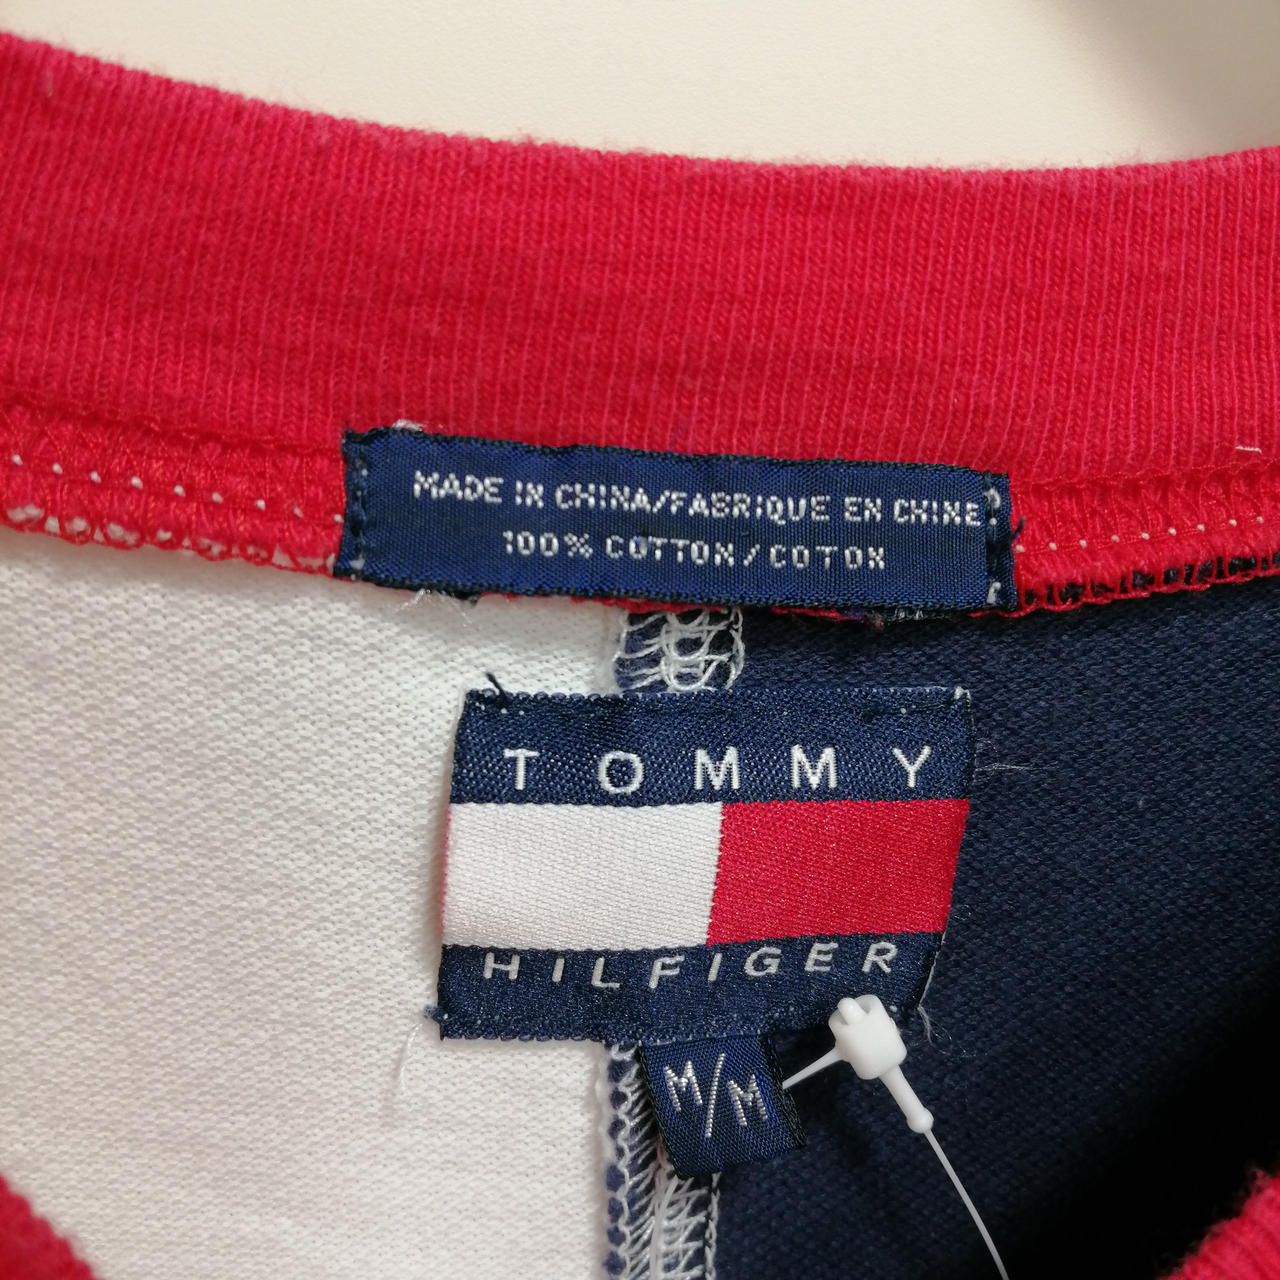 MADE IN CHINA/FABRIQUE EN CHINE
100% COTTON/COTON
TOMMY
HILFIGER
M/M